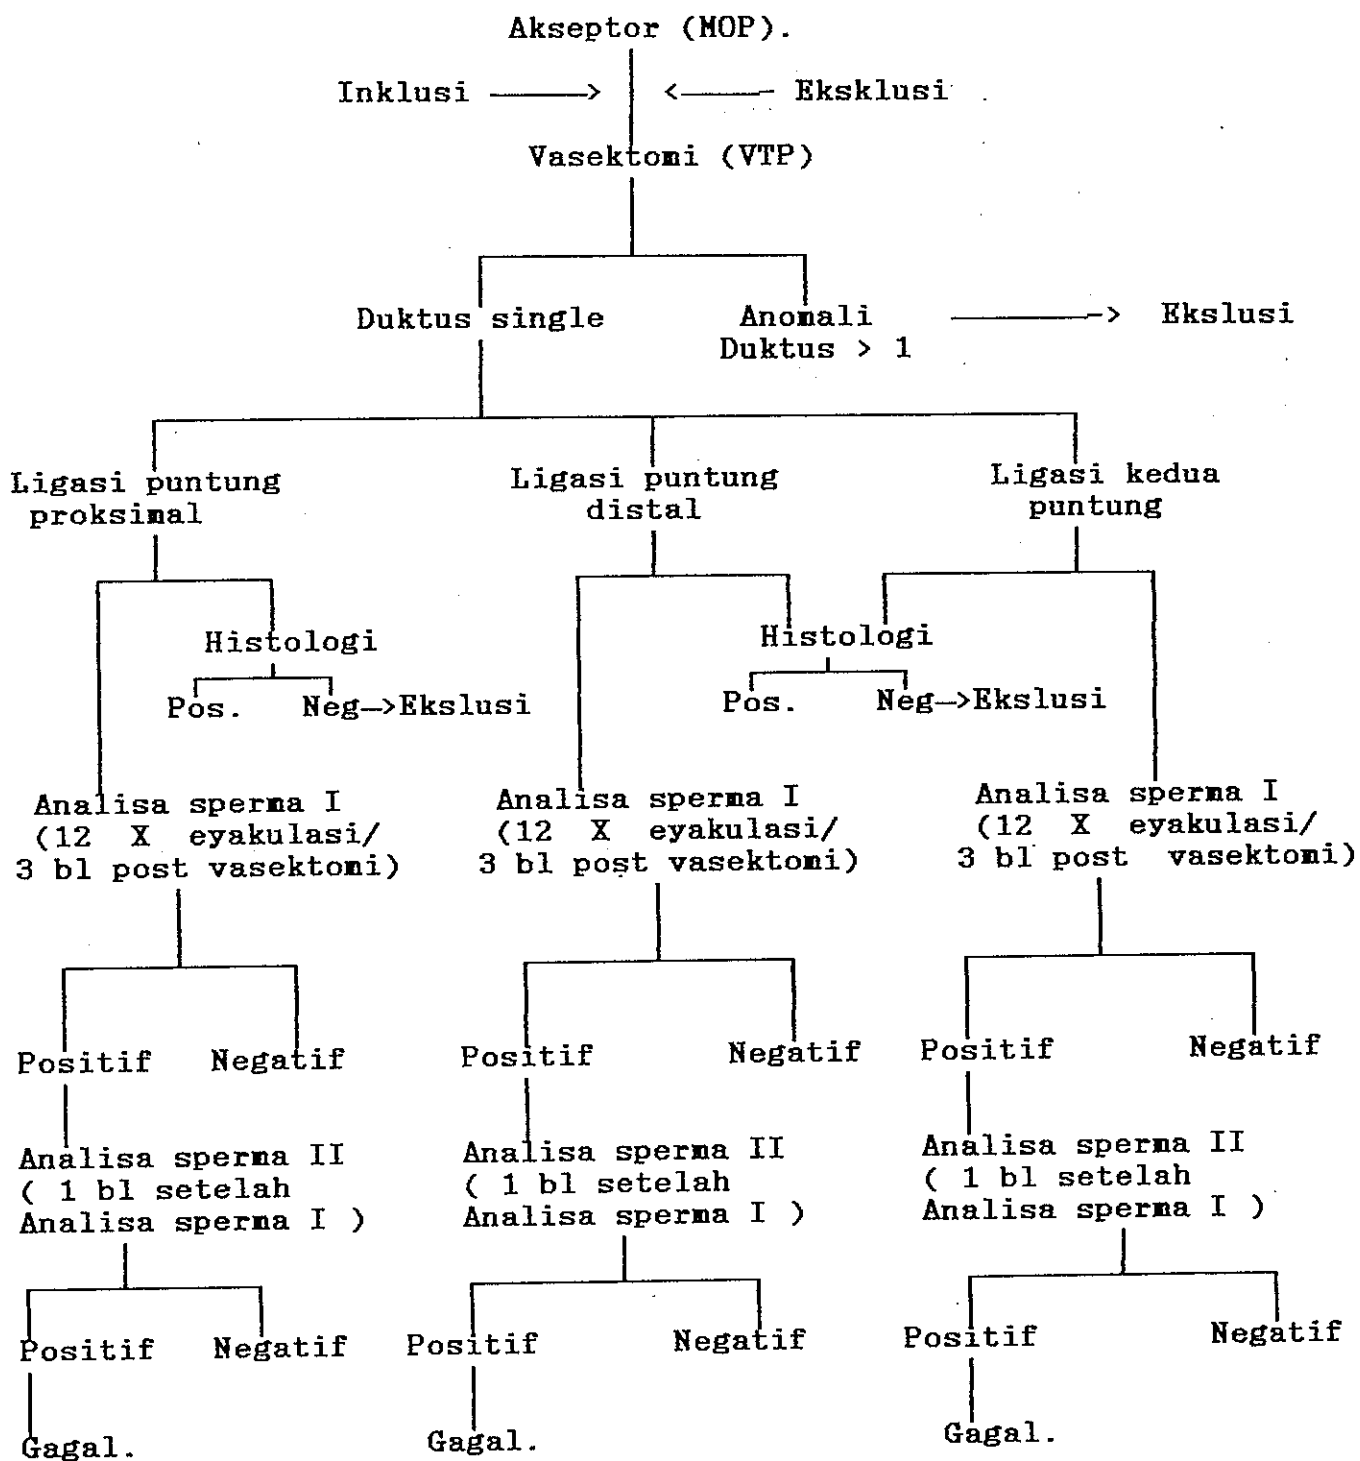 Akseptor (MOP).
Inklusi ———> <——— Eksklusi
Vasektomi (VTP)
Duktus single
Anomali
Duktus > 1
———> Ekslusi
Ligasi puntung
proksimal
Ligasi puntung
distal
Ligasi kedua
puntung
Histologi
Pos. Neg—>Ekslusi
Histologi
Pos. Neg—>Ekslusi
Analisa sperma I
(12 X eyakulasi/
3 bl post vasektomi)
Analisa sperma I
(12 X eyakulasi/
3 bl post vasektomi)
Analisa sperma I
(12 X eyakulasi/
3 bl post vasektomi)
Positif Negatif
Positif Negatif
Positif Negatif
Analisa sperma II
( 1 bl setelah
Analisa sperma I )
Analisa sperma II
( 1 bl setelah
Analisa sperma I )
Analisa sperma II
( 1 bl setelah
Analisa sperma I )
Positif Negatif
Positif Negatif
Positif Negatif
Gagal.
Gagal.
Gagal.